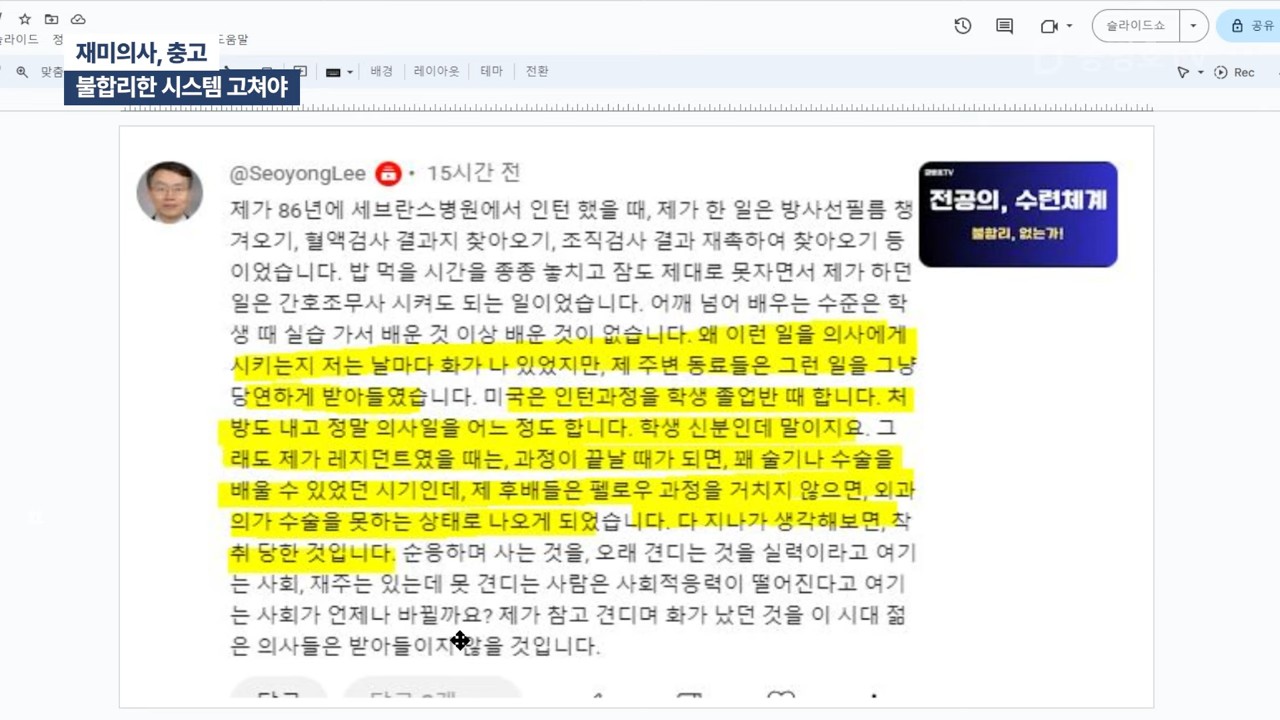 슬라이드쇼
공유
도움말
재미의사, 충고
불합리한 시스템 고쳐야
배경 레이아웃 테마 전환
Rec
@SeoyongLee · 15시간 전
제가 86년에 세브란스병원에서 인턴 했을 때, 제가 한 일은 방사선필름 챙
겨오기, 혈액검사 결과지 찾아오기, 조직검사 결과 재촉하여 찾아오기 등
이었습니다. 밥 먹을 시간을 종종 놓치고 잠도 제대로 못자면서 제가 하던
일은 간호조무사 시켜도 되는 일이었습니다. 어깨 넘어 배우는 수준은 학
생 때 실습 가서 배운 것 이상 배운 것이 없습니다. 왜 이런 일을 의사에게
시키는지 저는 날마다 화가 나 있었지만, 제 주변 동료들은 그런 일을 그냥
당연하게 받아들였습니다. 미국은 인턴과정을 학생 졸업반 때 합니다. 처
방도 내고 정말 의사일을 어느 정도 합니다. 학생 신분인데 말이지요. 그
래도 제가 레지던트였을 때는, 과정이 끝날 때가 되면, 꽤 술기나 수술을
배울 수 있었던 시기인데, 제 후배들은 펠로우 과정을 거치지 않으면, 외과
의가 수술을 못하는 상태로 나오게 되었습니다. 다 지나가 생각해보면, 착
취 당한 것입니다. 순응하며 사는 것을, 오래 견디는 것을 실력이라고 여기
는 사회, 재주는 있는데 못 견디는 사람은 사회적응력이 떨어진다고 여기
는 사회가 언제나 바뀔까요? 제가 참고 견디며 화가 났던 것을 이 시대 젊
은 의사들은 받아들이지 않을 것입니다.
전공의, 수련체계
불합리, 없는가!